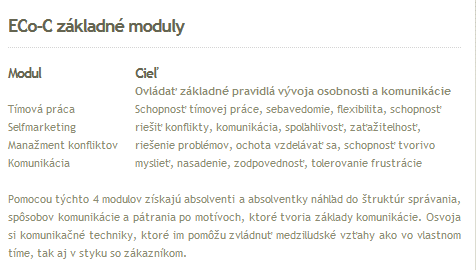 ECo-C základné moduly
Modul Cieľ
Ovládať základné pravidlá vývoja osobnosti a komunikácie
Tímová práca Schopnosť tímovej práce, sebavedomie, flexibilita, schopnosť
Selfmarketing riešiť konflikty, komunikácia, spoľahlivosť, zaťažiteľnosť,
Manažment konfliktov riešenie problémov, ochota vzdelávať sa, schopnosť tvorivo
Komunikácia myslieť, nasadenie, zodpovednosť, tolerovanie frustrácie
Pomocou týchto 4 modulov získajú absolventi a absolventky náhľad do štruktúr správania,
spôsobov komunikácie a pátrania po motívoch, ktoré tvoria základy komunikácie. Osvoja
si komunikačné techniky, ktoré im pomôžu zvládnuť medziľudské vzťahy ako vo vlastnom
tíme, tak aj v styku so zákazníkom.